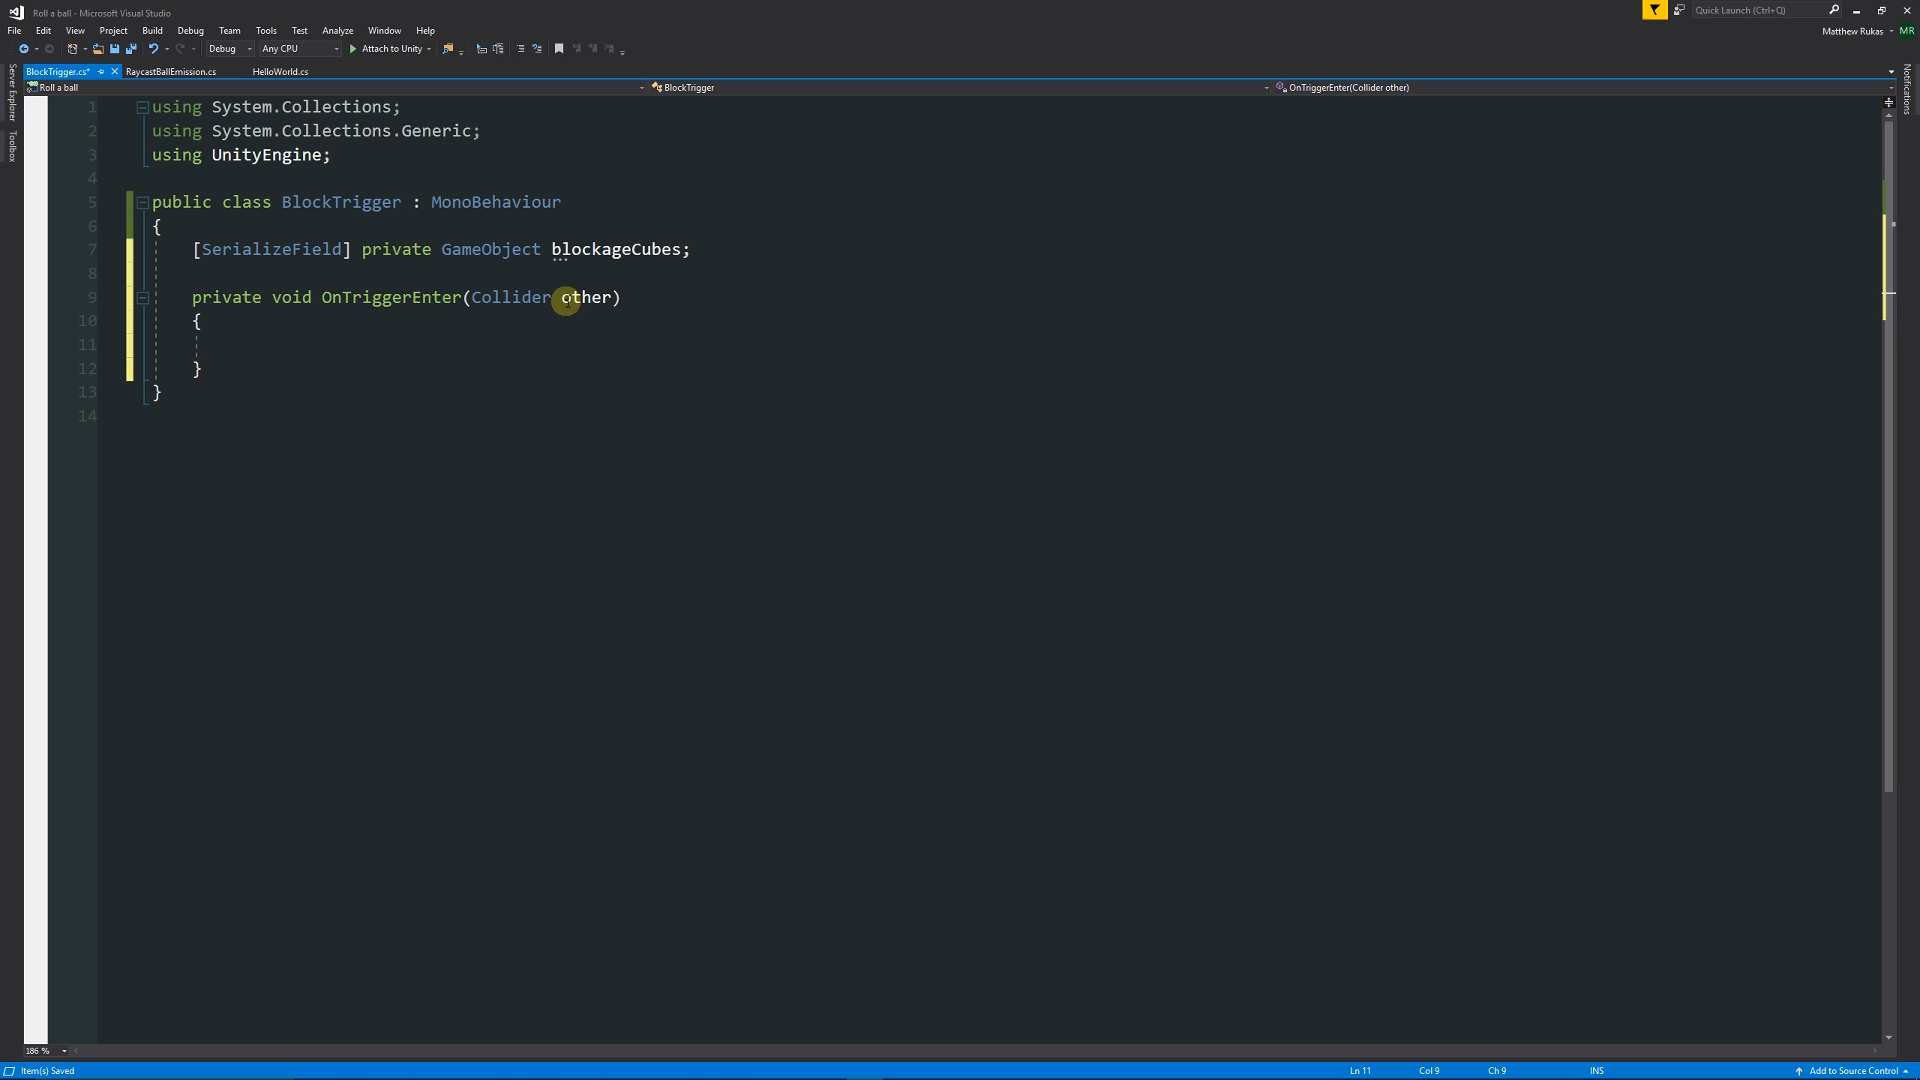 Roll a ball - Microsoft Visual Studio
Quick Launch (Ctrl+Q)
File Edit View Project Build Debug Team Tools Test Analyze Window Help
Matthew Rukas MR
Debug Any CPU Attach to Unity
BlockTrigger.cs* RaycastBallEmission.cs HelloWorld.cs
Roll a ball BlockTrigger OnTriggerEnter(Collider other)
Server Explorer
Toolbox
Notifications
1 using System.Collections;
2 using System.Collections.Generic;
3 using UnityEngine;
4
5 public class BlockTrigger : MonoBehaviour
6 {
7 [SerializeField] private GameObject blockageCubes;
8
9 private void OnTriggerEnter(Collider other)
10 {
11
12 }
13 }
14
186 %
Item(s) Saved Ln 11 Col 9 Ch 9 INS Add to Source Control